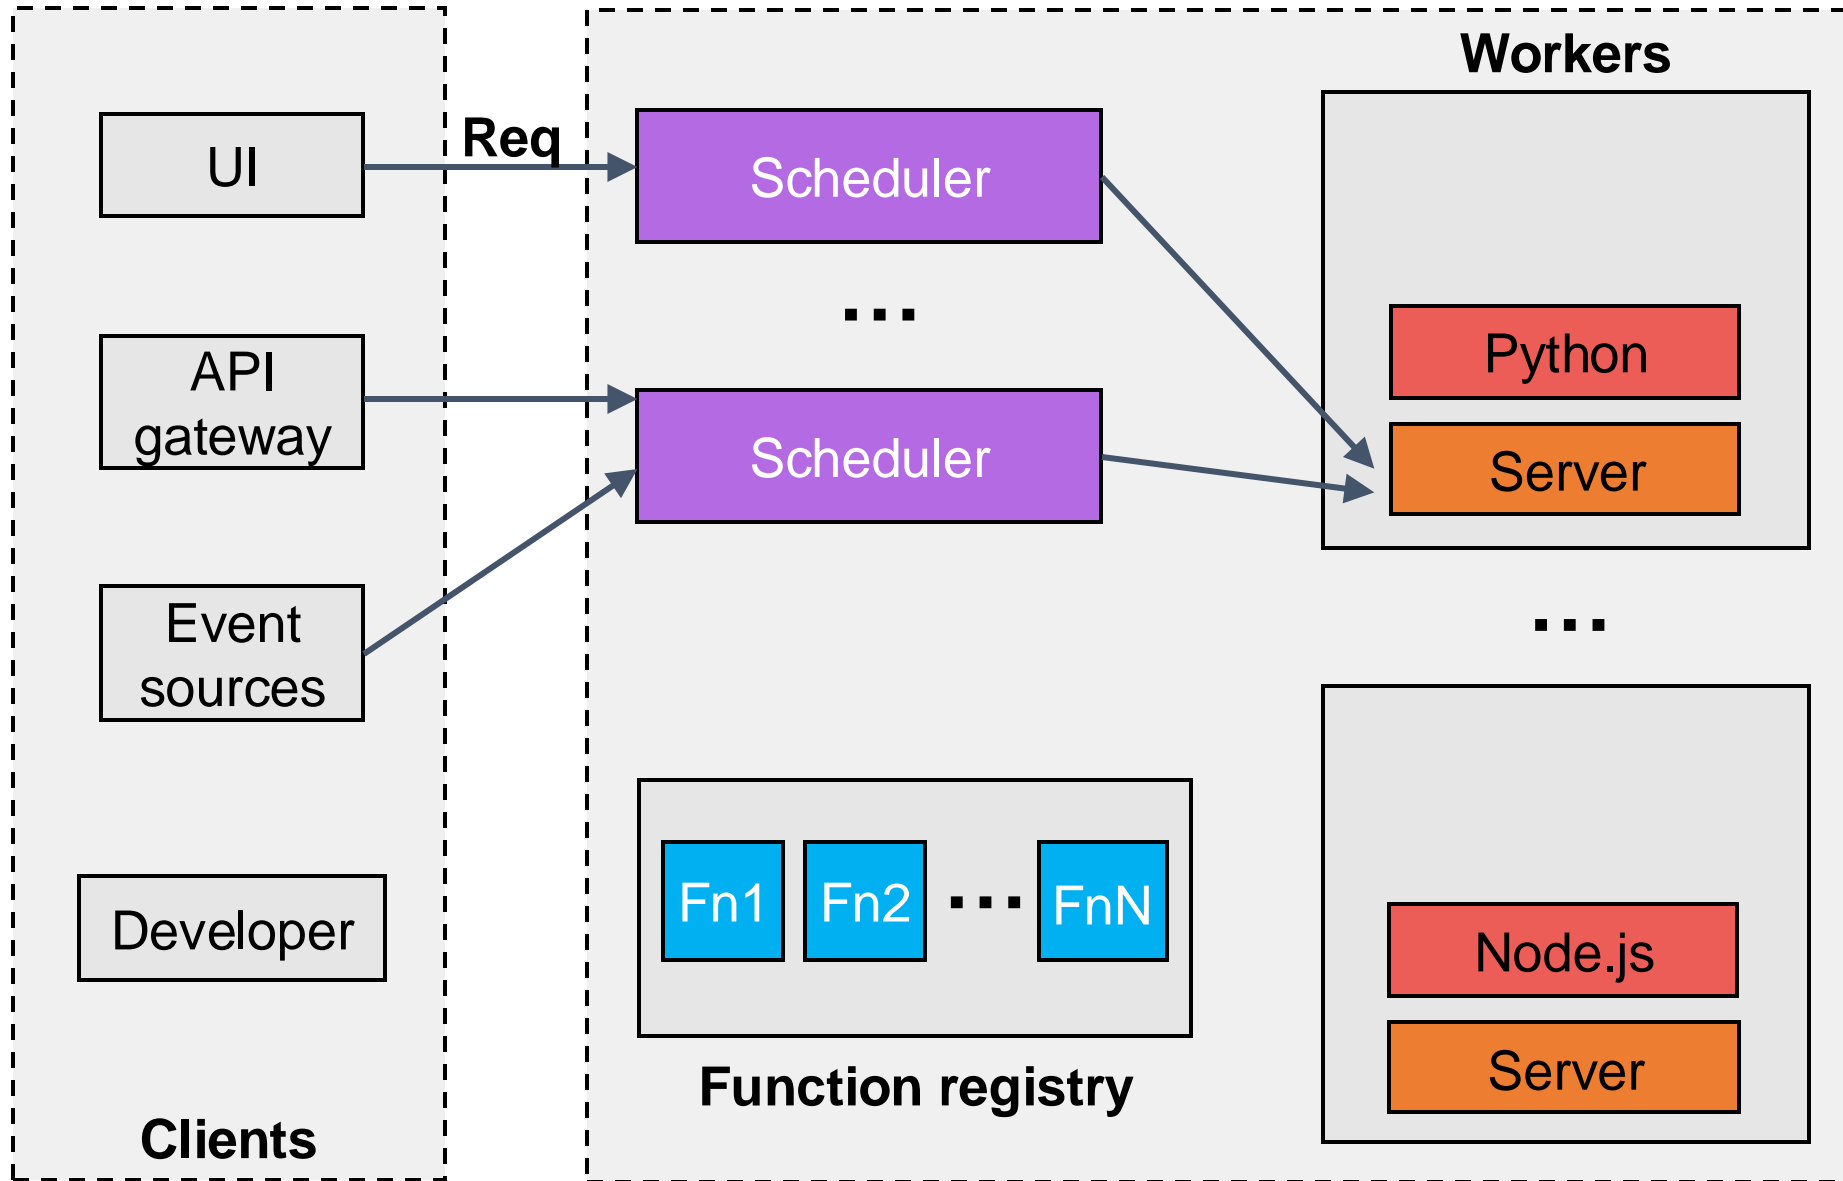 Workers
UI
Req
Scheduler
...
API
gateway
Scheduler
Python
Server
Event
sources
...
Developer
Fn1
Fn2
...
FnN
Function registry
Node.js
Server
Clients